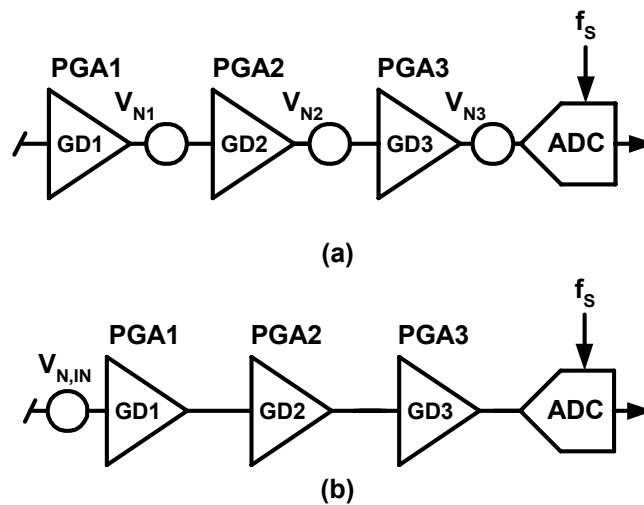 f_S
PGA1 PGA2 PGA3
V_N1 V_N2 V_N3
GD1 GD2 GD3 ADC
(a)
f_S
PGA1 PGA2 PGA3
V_N,IN
GD1 GD2 GD3 ADC
(b)